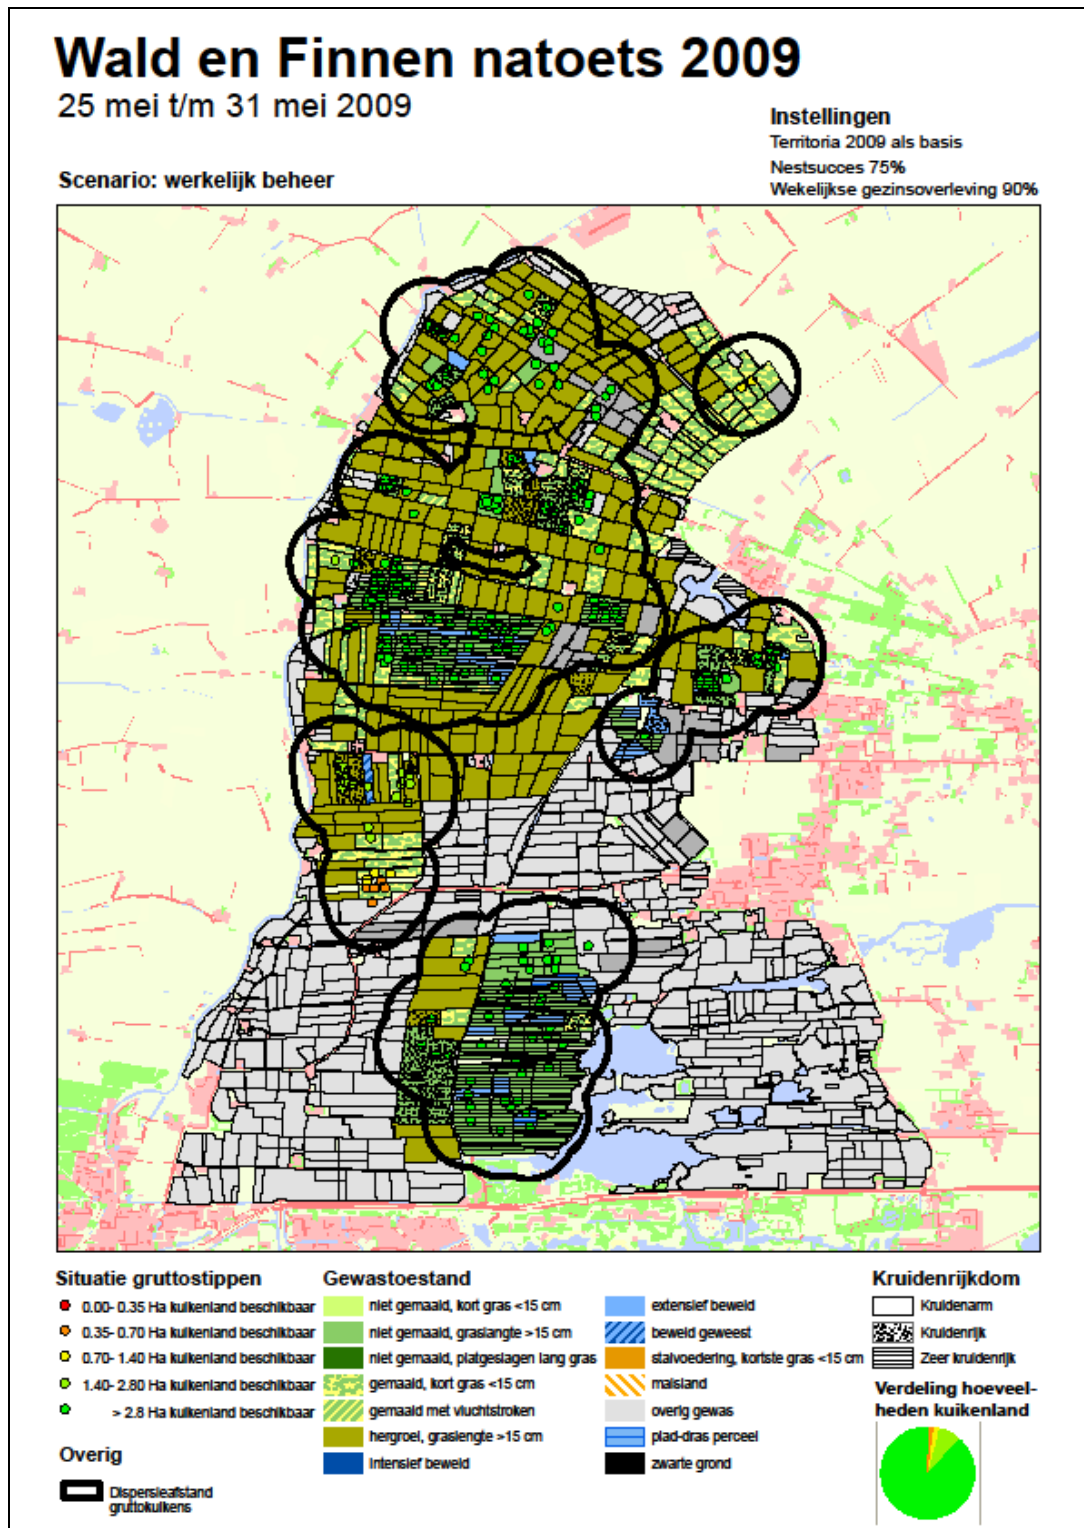 Wald en Finnen natoets 2009
25 mei t/m 31 mei 2009
Instellingen
Territoria 2009 als basis
Nestsucces 75%
Wekelijkse gezinsoverleving 90%
Scenario: werkelijk beheer
Situatie gruttostippen
0.00- 0.35 Ha kuikenland beschikbaar
0.35- 0.70 Ha kuikenland beschikbaar
0.70- 1.40 Ha kuikenland beschikbaar
1.40- 2.80 Ha kuikenland beschikbaar
> 2.8 Ha kuikenland beschikbaar
Overig
Dispersieafstand
gruttokuikens
Gewastoestand
niet gemaaid, kort gras <15 cm
niet gemaaid, graslengte >15 cm
niet gemaaid, platgeslagen lang gras
gemaaid, kort gras <15 cm
gemaaid met vluchtstroken
hergroei, graslengte >15 cm
intensief beweid
extensief beweid
beweid geweest
stalvoedering, kortste gras <15 cm
maisland
overig gewas
plad-dras perceel
zwarte grond
Kruidenrijkdom
Kruidenarm
Kruidenrijk
Zeer kruidenrijk
Verdeling hoeveel-
heden kuikenland